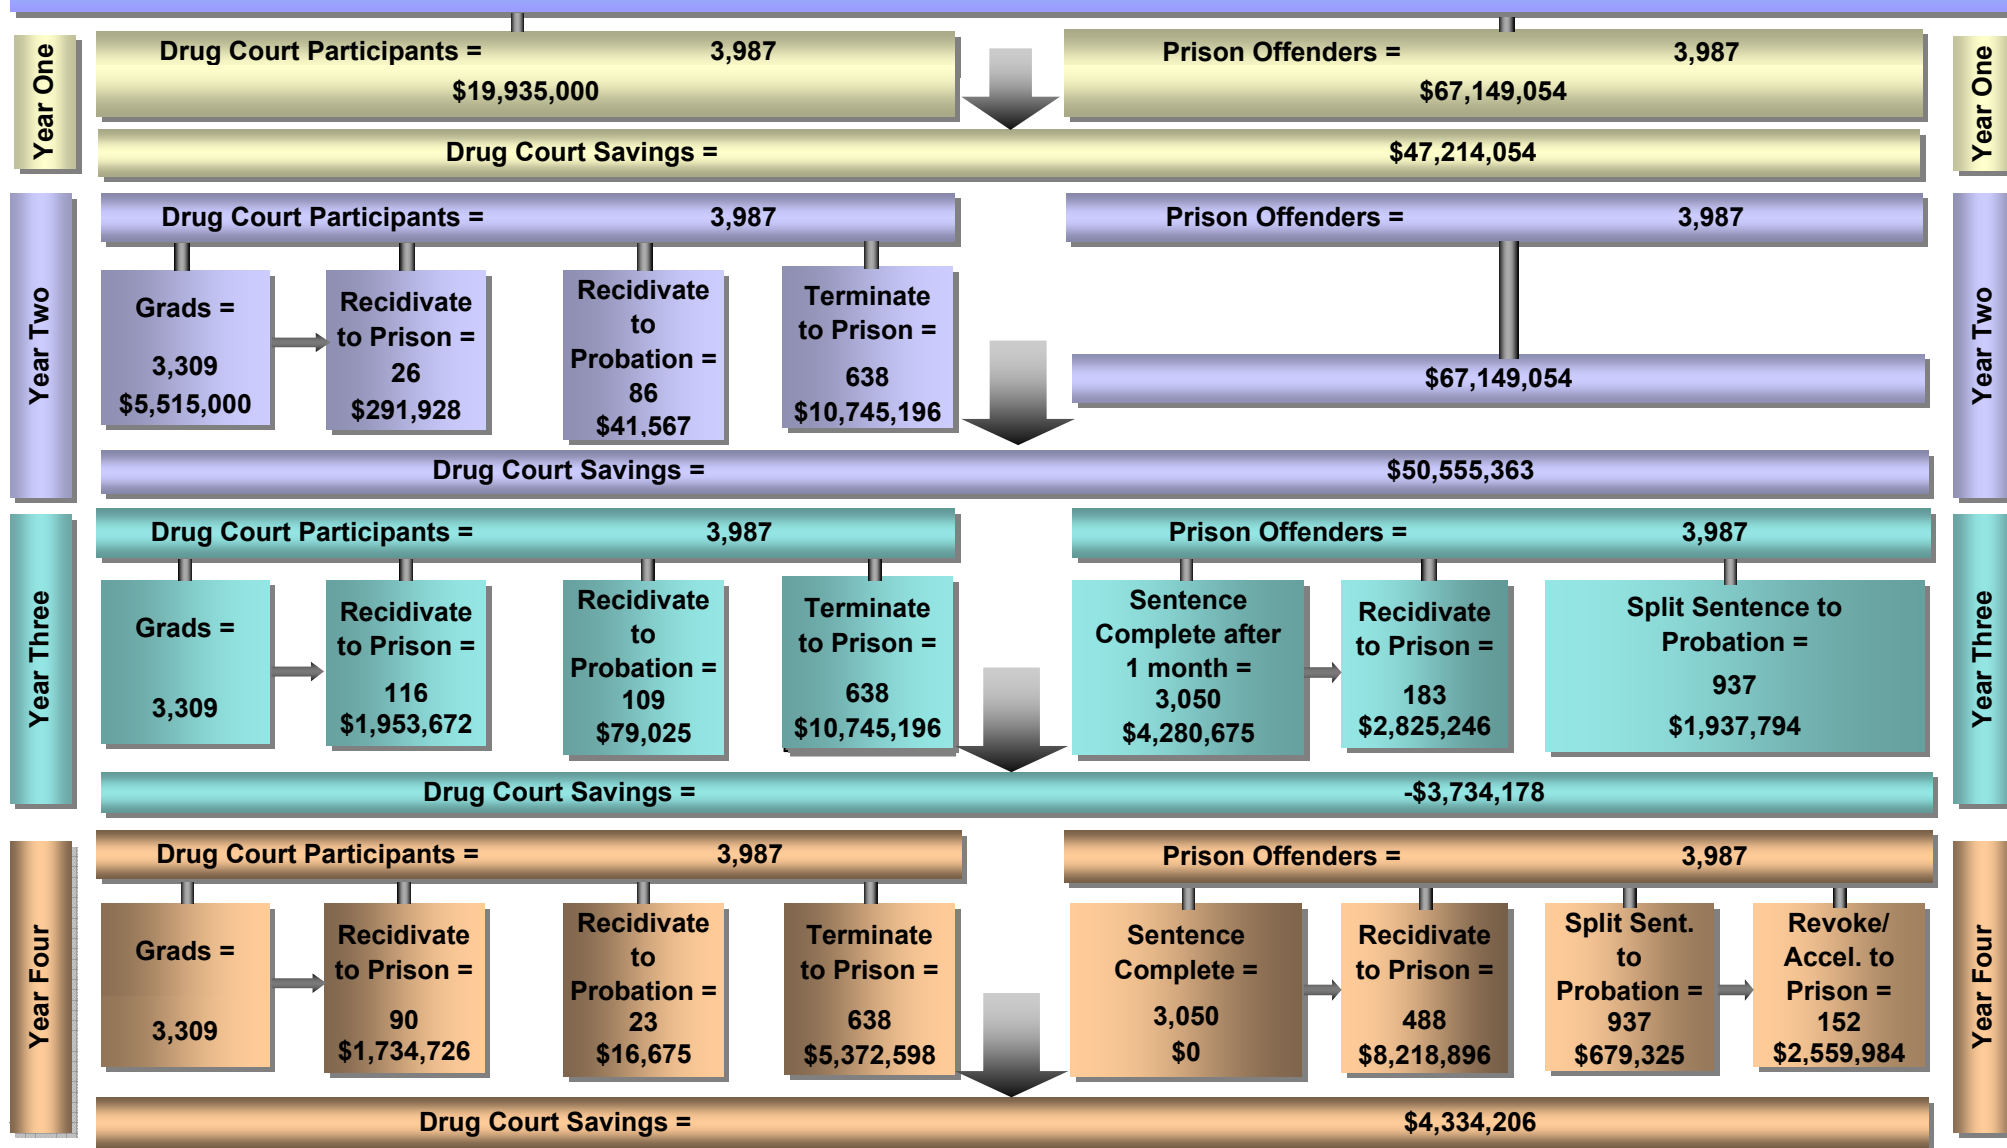 Year One
Drug Court Participants = 3,987
$19,935,000
Prison Offenders = 3,987
$67,149,054
Year One
Drug Court Savings = $47,214,054
Year Two
Drug Court Participants = 3,987
Prison Offenders = 3,987
Year Two
Grads =
3,309
$5,515,000
Recidivate
to Prison =
26
$291,928
Recidivate
to
Probation =
86
$41,567
Terminate
to Prison =
638
$10,745,196
$67,149,054
Drug Court Savings = $50,555,363
Year Three
Drug Court Participants = 3,987
Prison Offenders = 3,987
Year Three
Grads =
3,309
Recidivate
to Prison =
116
$1,953,672
Recidivate
to
Probation =
109
$79,025
Terminate
to Prison =
638
$10,745,196
Sentence
Complete after
1 month =
3,050
$4,280,675
Recidivate
to Prison =
183
$2,825,246
Split Sentence to
Probation =
937
$1,937,794
Drug Court Savings = -$3,734,178
Year Four
Drug Court Participants = 3,987
Prison Offenders = 3,987
Year Four
Grads =
3,309
Recidivate
to Prison =
90
$1,734,726
Recidivate
to
Probation =
23
$16,675
Terminate
to Prison =
638
$5,372,598
Sentence
Complete =
3,050
$0
Recidivate
to Prison =
488
$8,218,896
Split Sent.
to
Probation =
937
$679,325
Revoke/
Accel. to
Prison =
152
$2,559,984
Drug Court Savings = $4,334,206